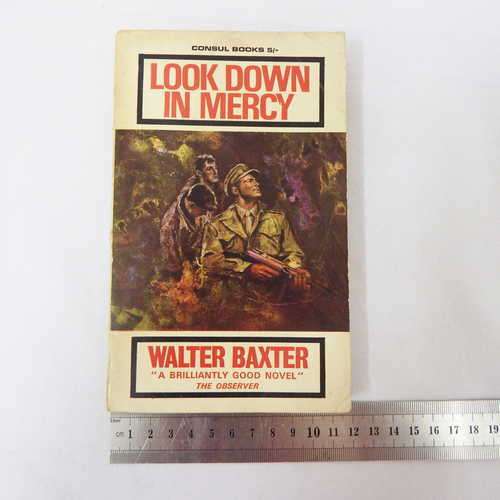 CONSUL BOOKS 5/-
LOOK DOWN
IN MERCY
WALTER BAXTER
"A BRILLIANTLY GOOD NOVEL"
THE OBSERVER
cm 1 2 3 4 5 6 7 8 9 10 11 12 13 14 15 16 17 18 19